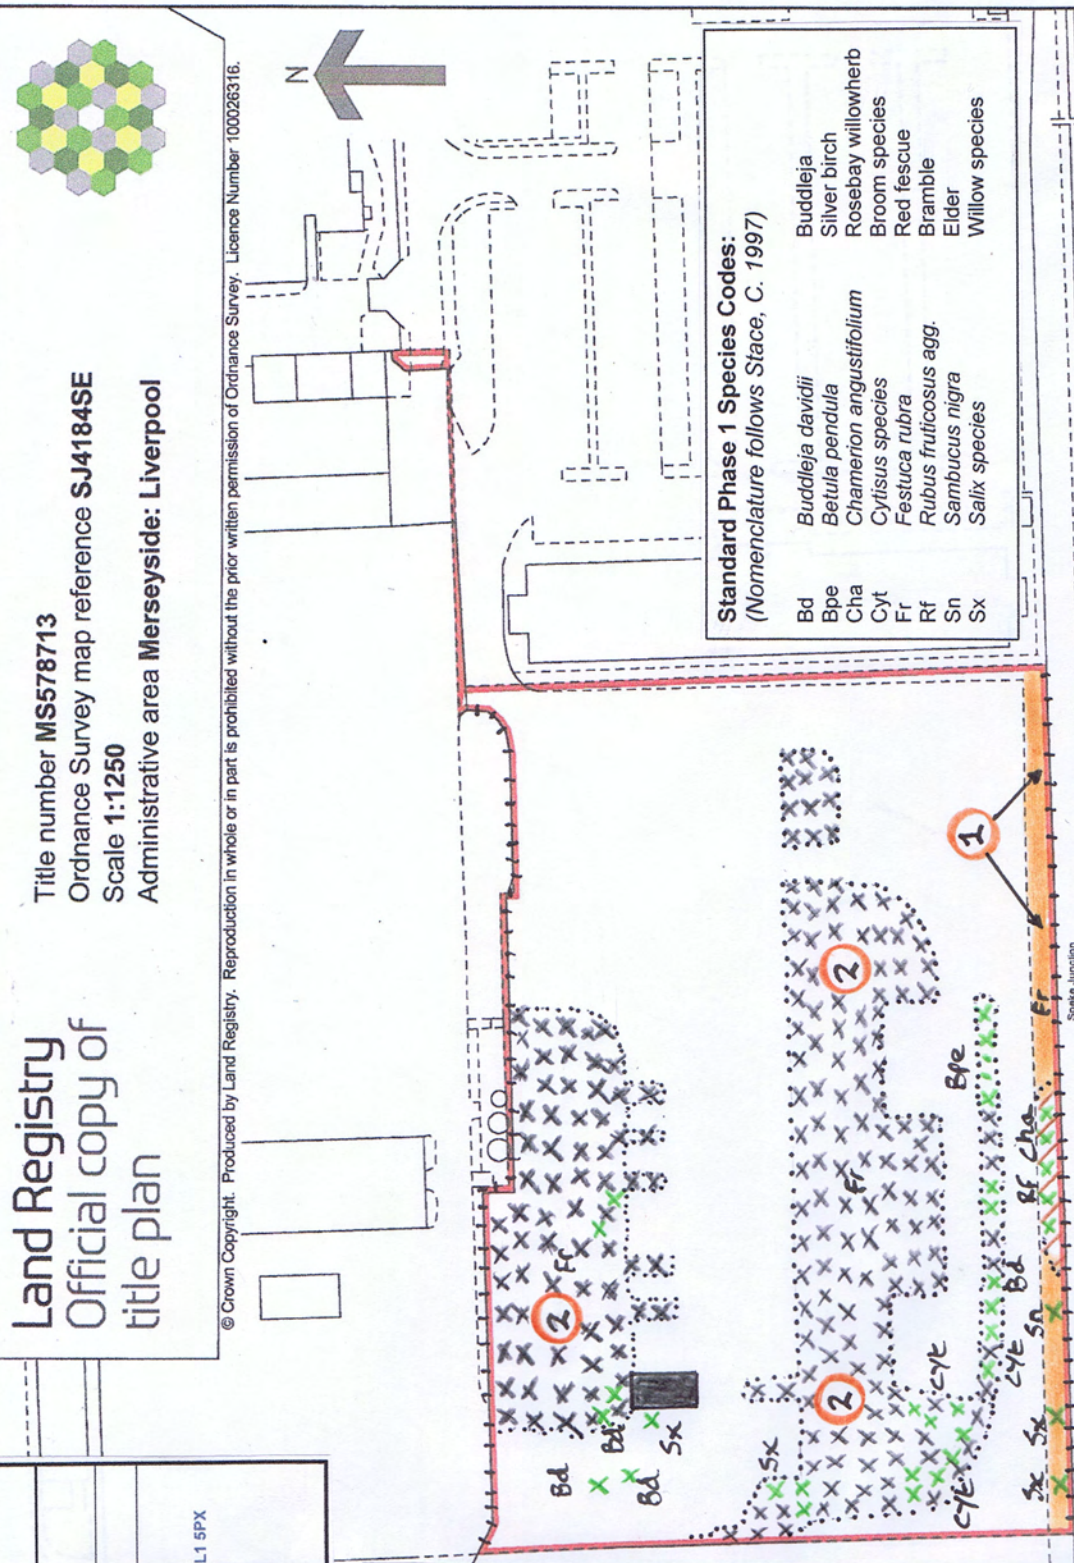 Land Registry
Official copy of
title plan
Title number MS578713
Ordnance Survey map reference SJ4184SE
Scale 1:1250
Administrative area Merseyside: Liverpool
© Crown Copyright. Produced by Land Registry. Reproduction in whole or in part is prohibited without the prior written permission of Ordnance Survey. Licence Number 100026316.
N
L1 5PX
Standard Phase 1 Species Codes:
(Nomenclature follows Stace, C. 1997)
Bd Buddleja davidii Buddleja
Bpe Betula pendula Silver birch
Cha Chamerion angustifolium Rosebay willowherb
Cyt Cytisus species Broom species
Fr Festuca rubra Red fescue
Rf Rubus fruticosus agg. Bramble
Sn Sambucus nigra Elder
Sx Salix species Willow species
2
Fr
Bd
Bd
Bd
Sx
Sx
2
Fr
2
Cyt
Cyt
Bpe
1
Sx Sx Cyt Sn Bd Rf Cha Fr
Speke Junction